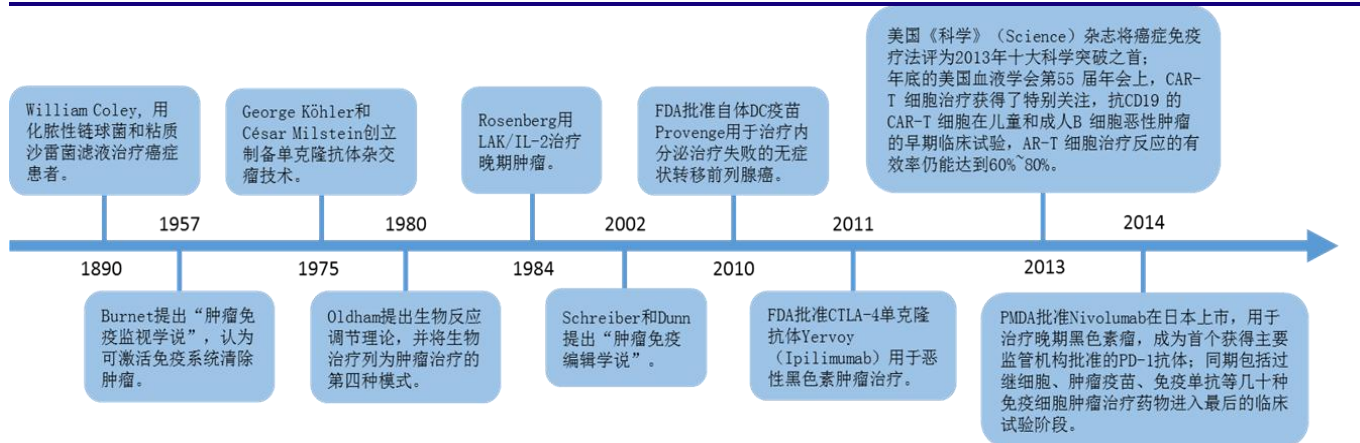 William Coley, 用
化脓性链球菌和粘质
沙雷菌滤液治疗癌症
患者。
George Köhler和
César Milstein创立
制备单克隆抗体杂交
瘤技术。
Rosenberg用
LAK/IL-2治疗
晚期肿瘤。
FDA批准自体DC疫苗
Provenge用于治疗内
分泌治疗失败的无症
状转移前列腺癌。
美国《科学》（Science）杂志将癌症免疫
疗法评为2013年十大科学突破之首；
年底的美国血液学会第55 届年会上，CAR-
T 细胞治疗获得了特别关注，抗CD19 的
CAR-T 细胞在儿童和成人B 细胞恶性肿瘤
的早期临床试验，AR-T 细胞治疗反应的有
效率仍能达到60%~80%。
1957
1980
2002
2011
2014
1890
1975
1984
2010
2013
Burnet提出“肿瘤免
疫监视学说”，认为
可激活免疫系统清除
肿瘤。
Oldham提出生物反应
调节理论，并将生物
治疗列为肿瘤治疗的
第四种模式。
Schreiber和Dunn
提出“肿瘤免疫
编辑学说”。
FDA批准CTLA-4单克隆
抗体Yervoy
（Ipilimumab）用于恶
性黑色素肿瘤治疗。
PMDA批准Nivolumab在日本上市，用于
治疗晚期黑色素瘤，成为首个获得主要
监管机构批准的PD-1抗体；同期包括过
继细胞、肿瘤疫苗、免疫单抗等几十种
免疫细胞肿瘤治疗药物进入最后的临床
试验阶段。